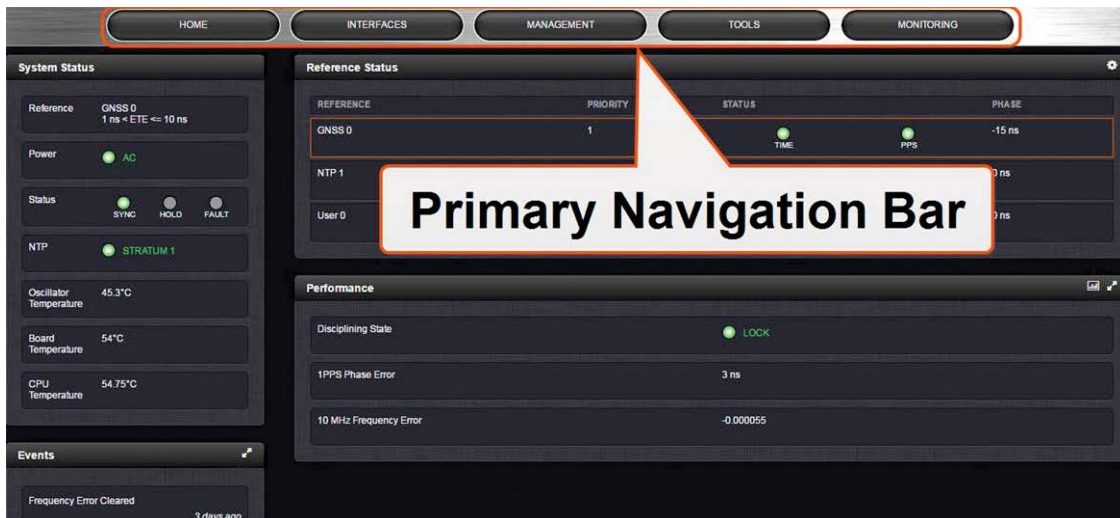 HOME INTERFACES MANAGEMENT TOOLS MONITORING
System Status
Reference GNSS 0
1 ns < ETE <= 10 ns
Power AC
Status SYNC HOLD FAULT
NTP STRATUM 1
Oscillator Temperature 45.3°C
Board Temperature 54°C
CPU Temperature 54.75°C
Events
Frequency Error Cleared
3 days ago
Reference Status
REFERENCE PRIORITY STATUS PHASE
GNSS 0 1 TIME PPS -15 ns
NTP 1 0 ns
User 0 0 ns
Primary Navigation Bar
Performance
Disciplining State LOCK
1PPS Phase Error 3 ns
10 MHz Frequency Error -0.000055